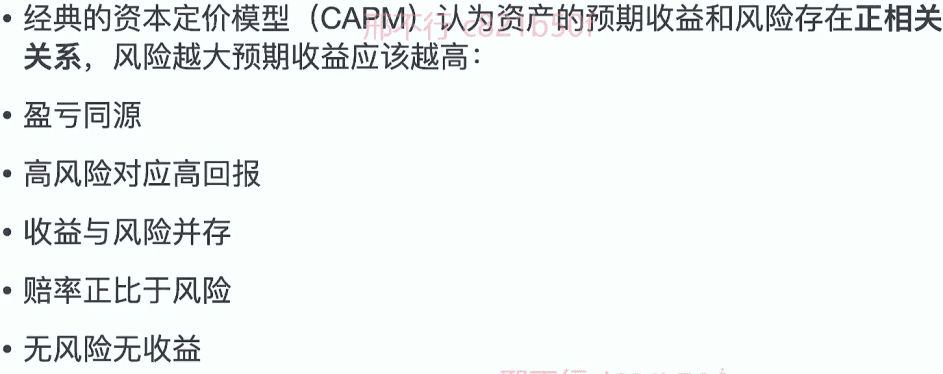 • 经典的资本定价模型（CAPM）认为资产的预期收益和风险存在正相关
关系，风险越大预期收益应该越高：
• 盈亏同源
• 高风险对应高回报
• 收益与风险并存
• 赔率正比于风险
• 无风险无收益